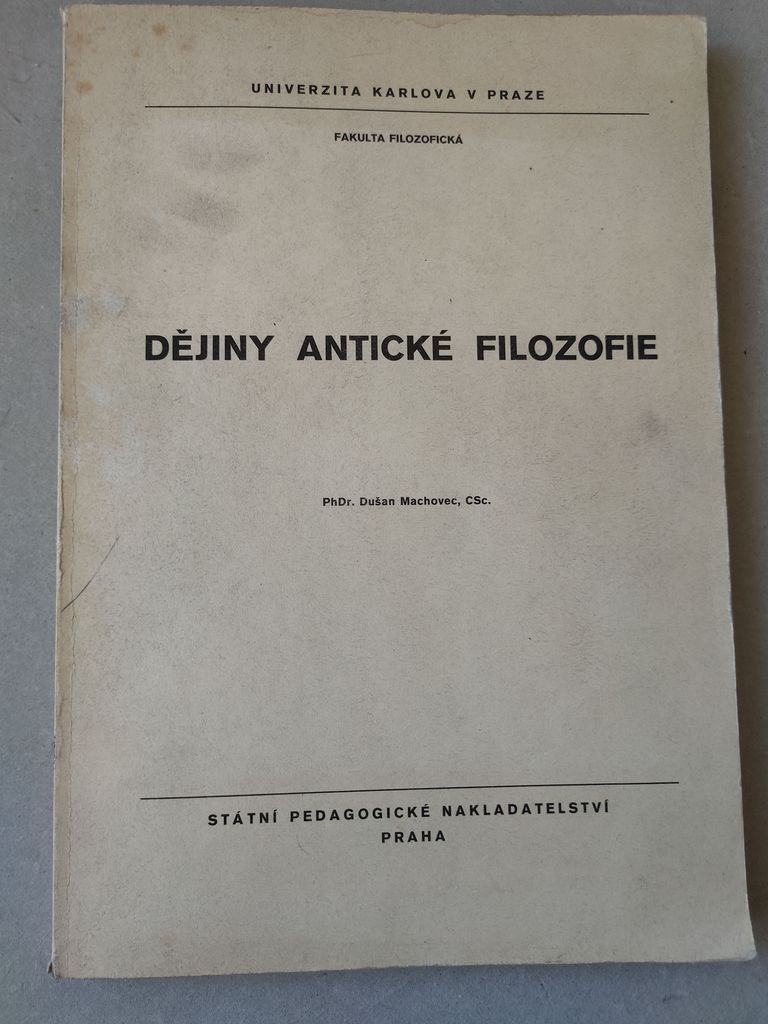 UNIVERZITA KARLOVA V PRAZE
FAKULTA FILOZOFICKÁ
DĚJINY ANTICKÉ FILOZOFIE
PhDr. Dušan Machovec, CSc.
STÁTNÍ PEDAGOGICKÉ NAKLADATELSTVÍ
PRAHA